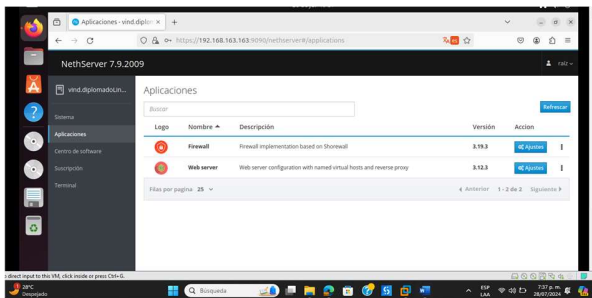 Aplicaciones - vind.diplom
https://192.168.163.163:9090/nethserver#/applications
NethServer 7.9.2009
raiz
vind.diplomadoi.in...
Aplicaciones
Buscar
Refrescar
Sistema
Aplicaciones
Centro de software
Suscripción
Terminal
Logo Nombre Descripción Versión Accion
Firewall Firewall implementation based on Shorewall 3.19.3 Ajustes
Web server Web server configuration with named virtual hosts and reverse proxy 3.12.3 Ajustes
Filas por pagina 25 Anterior 1 - 2 de 2 Siguiente
direct input to this VM, click inside or press Ctrl+G.
28°C
Despejado
Búsqueda
ESP
LAA
7:37 p. m.
28/07/2024